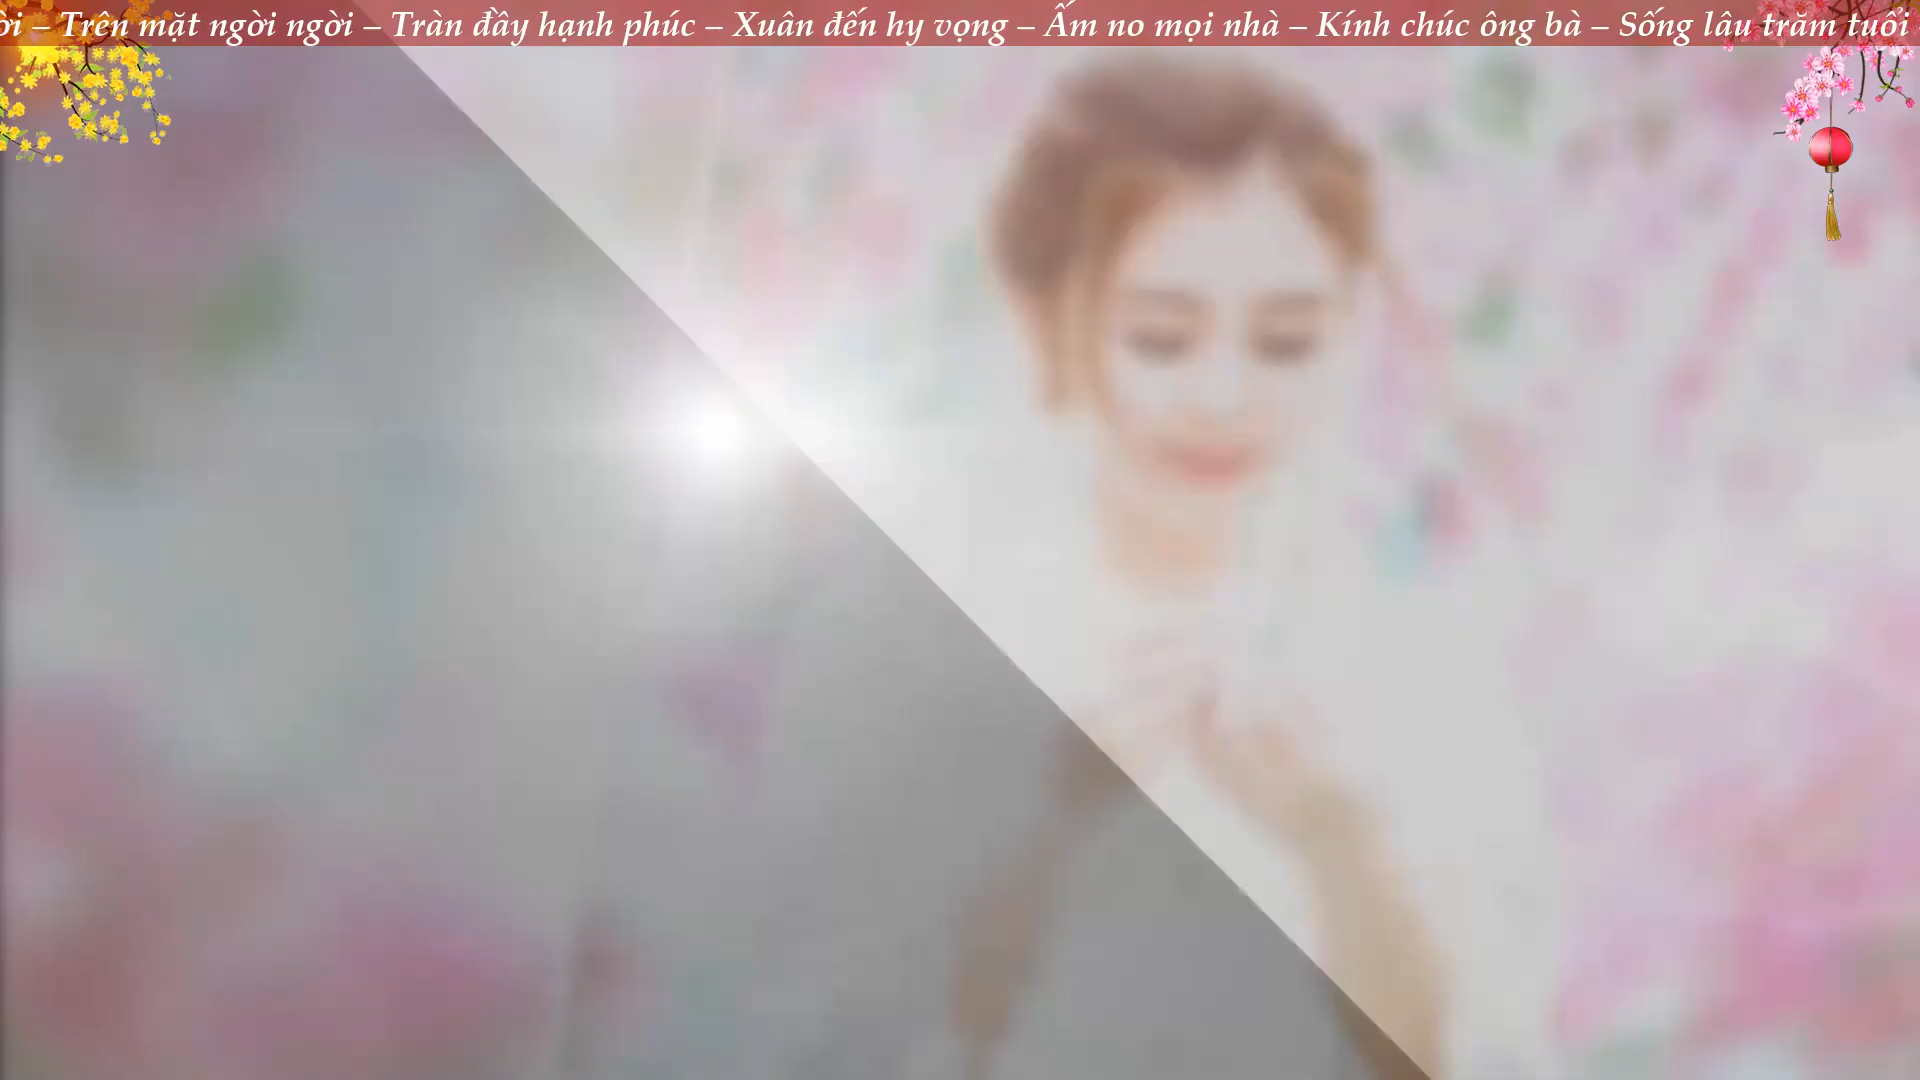 ời – Trên mặt ngời ngời – Tràn đầy hạnh phúc – Xuân đến hy vọng – Ấm no mọi nhà – Kính chúc ông bà – Sống lâu trăm tuổi